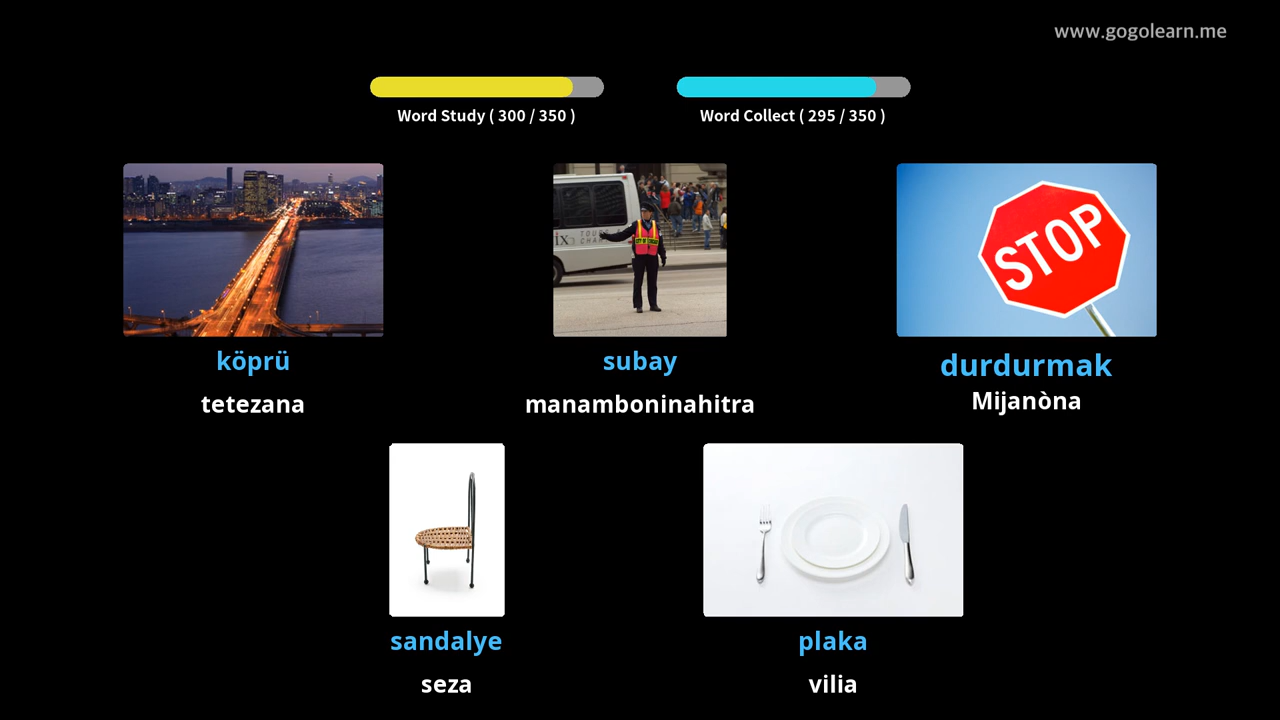 www.gogolearn.me
Word Study ( 300 / 350 )
Word Collect ( 295 / 350 )
STOP
köprü
subay
durdurmak
tetezana
manamboninahitra
Mijanòna
sandalye
plaka
seza
vilia